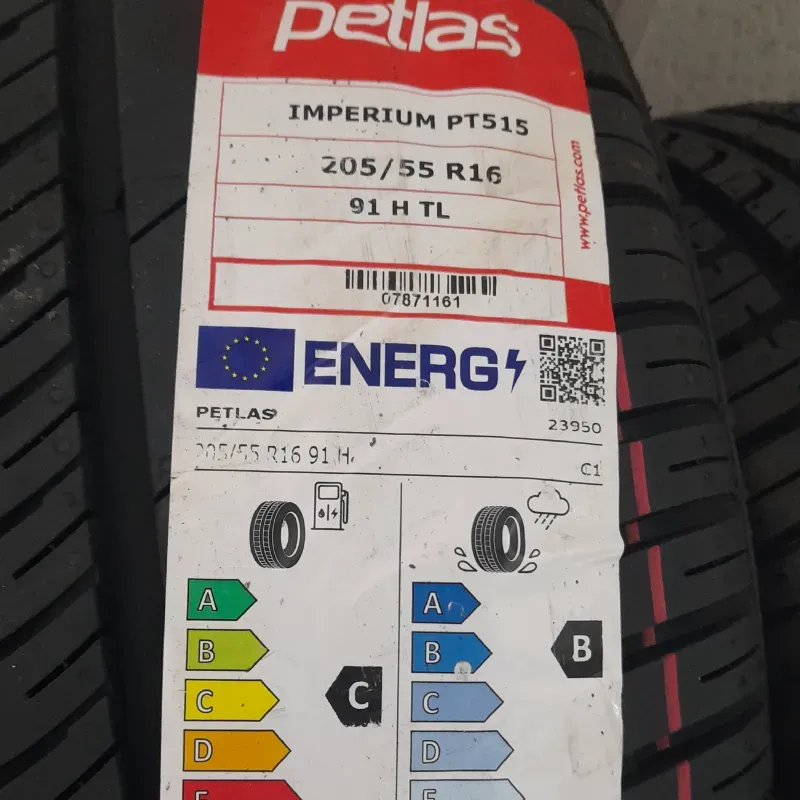 petlas
IMPERIUM PT515
205/55 R16
91 H TL
www.petlas.com
07871161
ENERG
PETLAS
23950
205/55 R16 91 H
C1
A
A
B
B
B
C
C
C
D
D
E
E